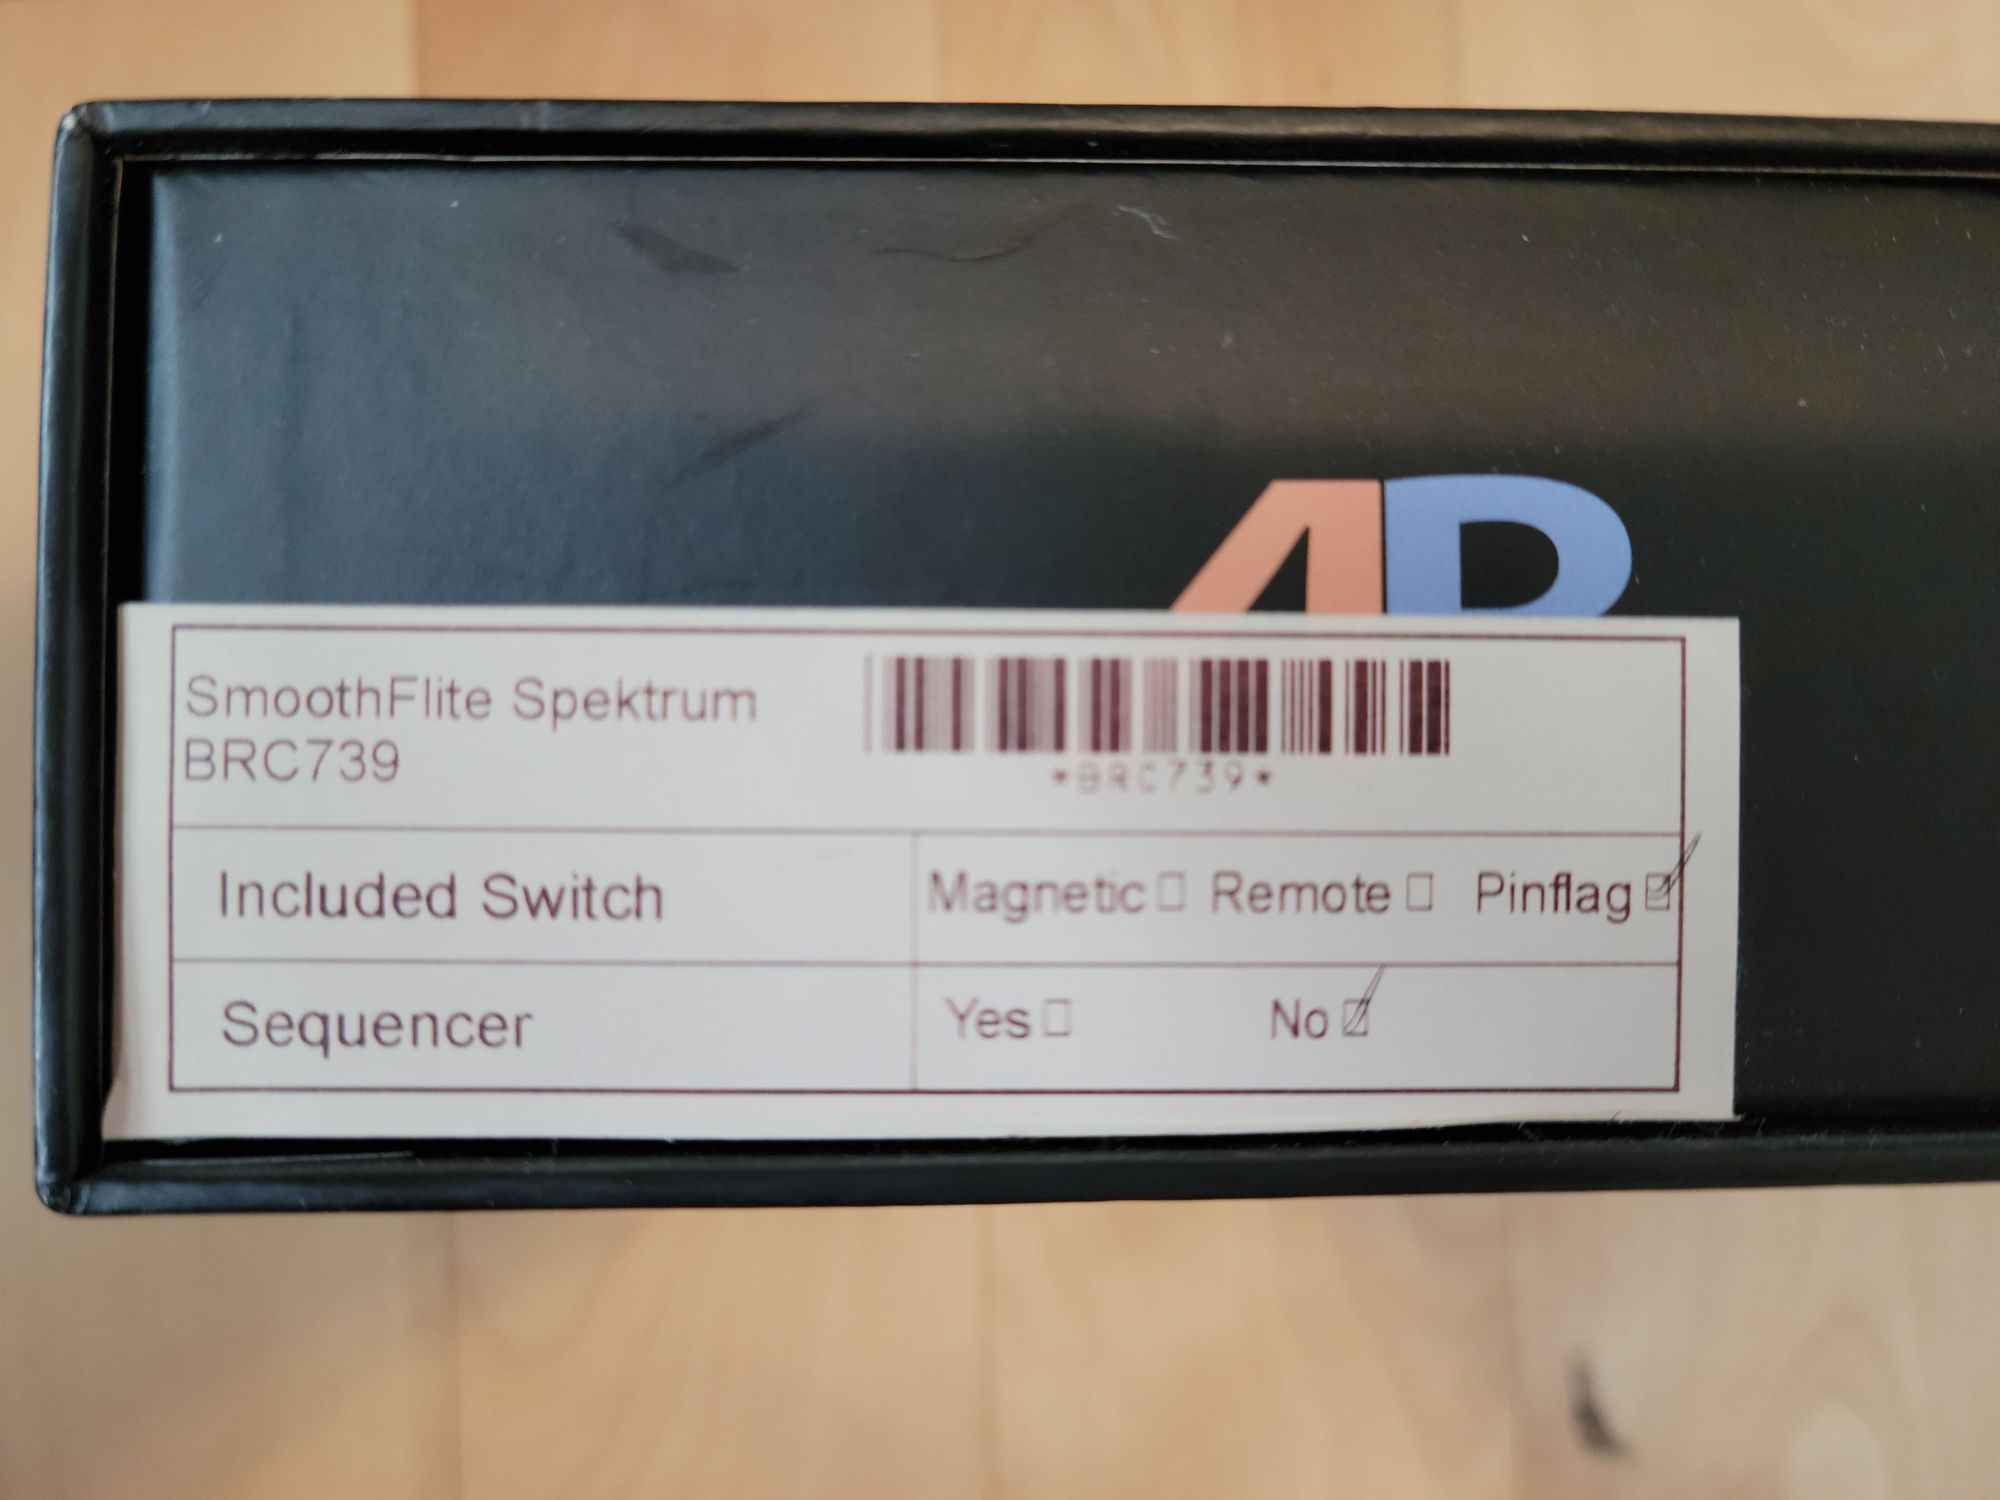 SmoothFlite Spektrum
BRC739
*BRC739*
Included Switch Magnetic☐ Remote☐ Pinflag☑
Sequencer Yes☐ No☑